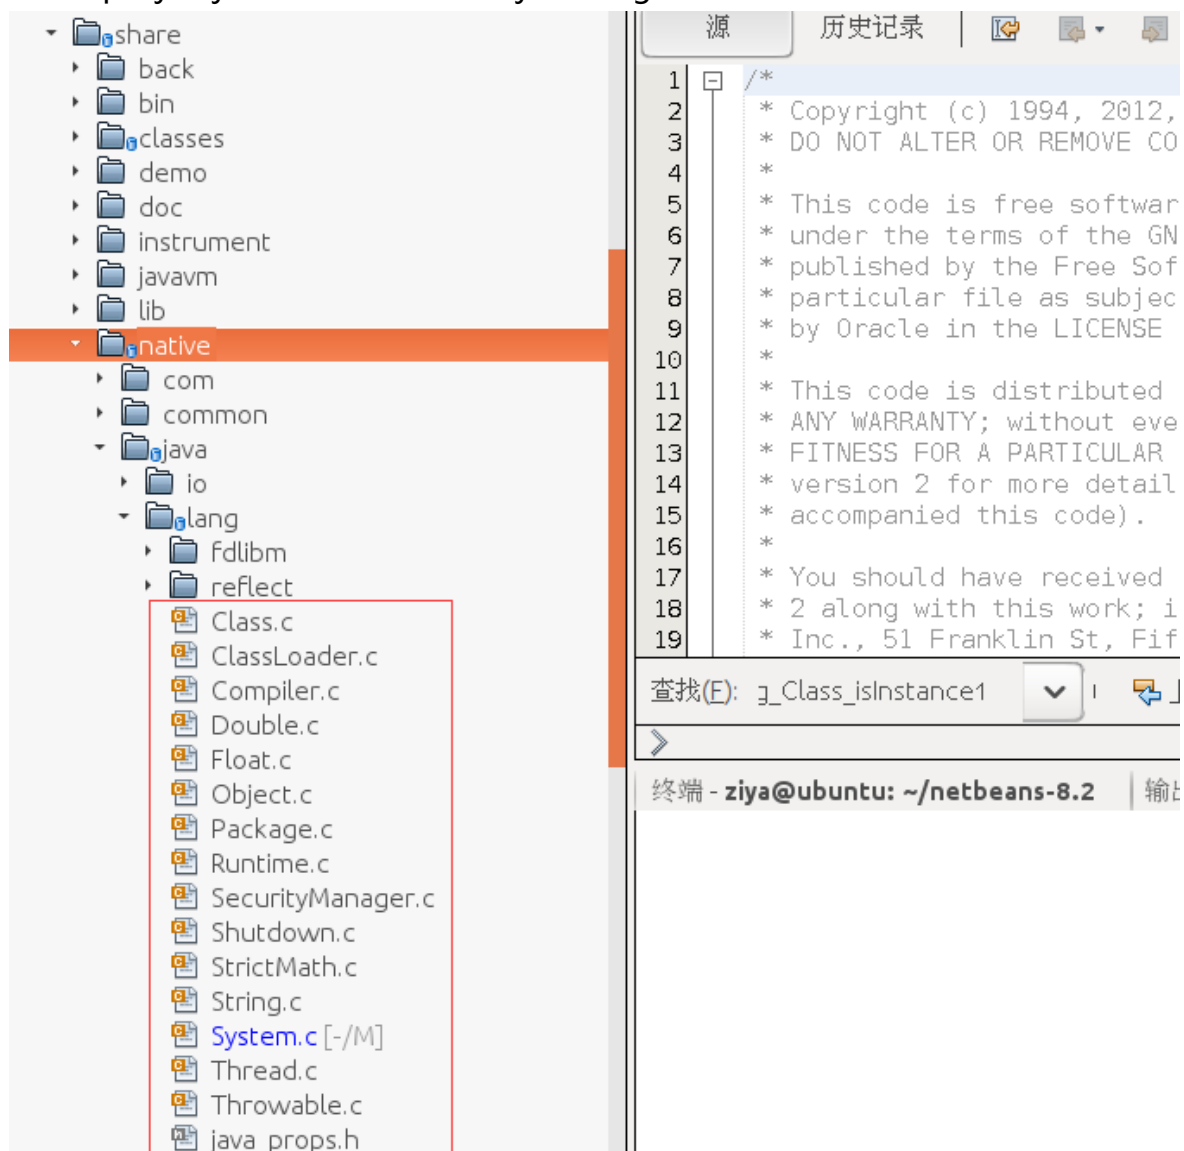 share
back
bin
classes
demo
doc
instrument
javavm
lib
native
com
common
java
io
lang
fdlibm
reflect
Class.c
ClassLoader.c
Compiler.c
Double.c
Float.c
Object.c
Package.c
Runtime.c
SecurityManager.c
Shutdown.c
StrictMath.c
String.c
System.c [-/M]
Thread.c
Throwable.c
java_props.h
源 历史记录
1 /*
2 * Copyright (c) 1994, 2012,
3 * DO NOT ALTER OR REMOVE CO
4 *
5 * This code is free softwar
6 * under the terms of the GN
7 * published by the Free Sof
8 * particular file as subjec
9 * by Oracle in the LICENSE
10 *
11 * This code is distributed
12 * ANY WARRANTY; without eve
13 * FITNESS FOR A PARTICULAR
14 * version 2 for more detail
15 * accompanied this code).
16 *
17 * You should have received
18 * 2 along with this work; i
19 * Inc., 51 Franklin St, Fif
查找(F): g_Class_isInstance1
终端 - ziya@ubuntu: ~/netbeans-8.2 输